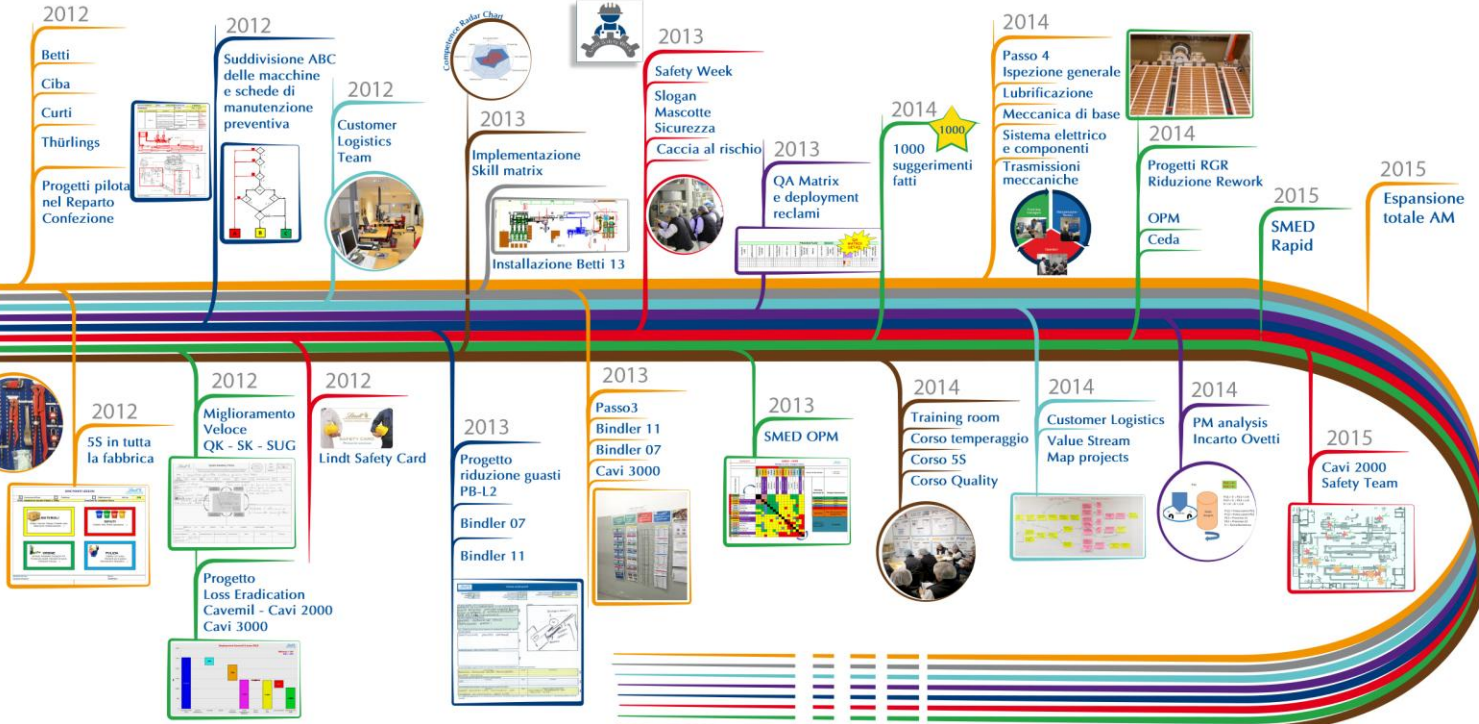 2012
Betti
Ciba
Curti
Thürlings
Progetti pilota
nel Reparto
Confezione
2012
Suddivisione ABC
delle macchine
e schede di
manutenzione
preventiva
A
B
C
2012
Customer
Logistics
Team
Competence Radar Chart
2013
Implementazione
Skill matrix
Installazione Betti 13
2013
Safety Week
Slogan
Mascotte
Sicurezza
Caccia al rischio
2013
QA Matrix
e deployment
reclami
2014
1000
1000
suggerimenti
fatti
2014
Passo 4
Ispezione generale
Lubrificazione
Meccanica di base
Sistema elettrico
e componenti
Trasmissioni
meccaniche
2014
Progetti RGR
Riduzione Rework
OPM
Ceda
2015
SMED
Rapid
2015
Espansione
totale AM
2012
5S in tutta
la fabbrica
2012
Miglioramento
Veloce
QK - SK - SUG
Progetto
Loss Eradication
Cavemil - Cavi 2000
Cavi 3000
2012
SAFETY CARD
Lindt Safety Card
2013
Progetto
riduzione guasti
PB-L2
Bindler 07
Bindler 11
2013
Passo3
Bindler 11
Bindler 07
Cavi 3000
2013
SMED OPM
2014
Training room
Corso temperaggio
Corso 5S
Corso Quality
2014
Customer Logistics
Value Stream
Map projects
2014
PM analysis
Incarto Ovetti
2015
Cavi 2000
Safety Team